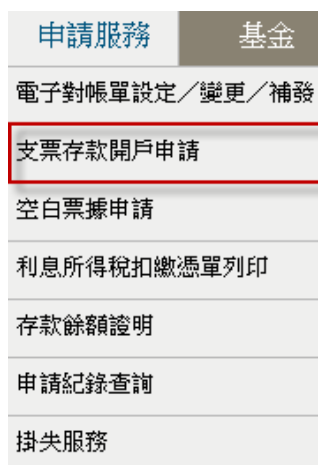 申請服務 基金
電子對帳單設定／變更／補發
支票存款開戶申請
空白票據申請
利息所得稅扣繳憑單列印
存款餘額證明
申請紀錄查詢
掛失服務